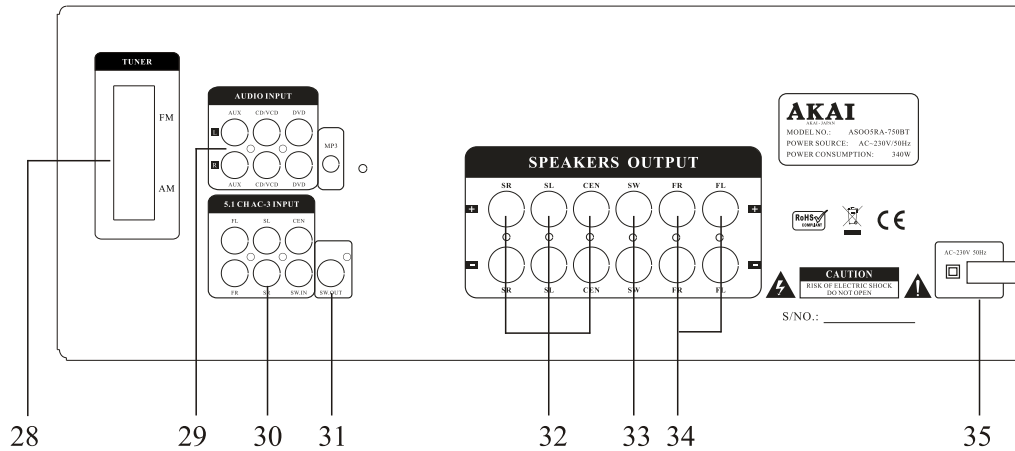 TUNER
FM
AM
AUDIO INPUT
AUX CD/VCD DVD
L
R
AUX CD/VCD DVD
MP3
5.1 CH AC-3 INPUT
FL SL CEN
FR SR SW.IN
SW.OUT
SPEAKERS OUTPUT
SR SL CEN SW FR FL
+ +
- -
SR SL CEN SW FR FL
AKAI
AKAI - JAPAN
MODEL NO.: ASOO5RA-750BT
POWER SOURCE: AC~230V/50Hz
POWER CONSUMPTION: 340W
RoHS
COMPLIANT
CE
CAUTION
RISK OF ELECTRIC SHOCK
DO NOT OPEN
!
S/NO.:
AC~230V 50Hz
28 29 30 31 32 33 34 35